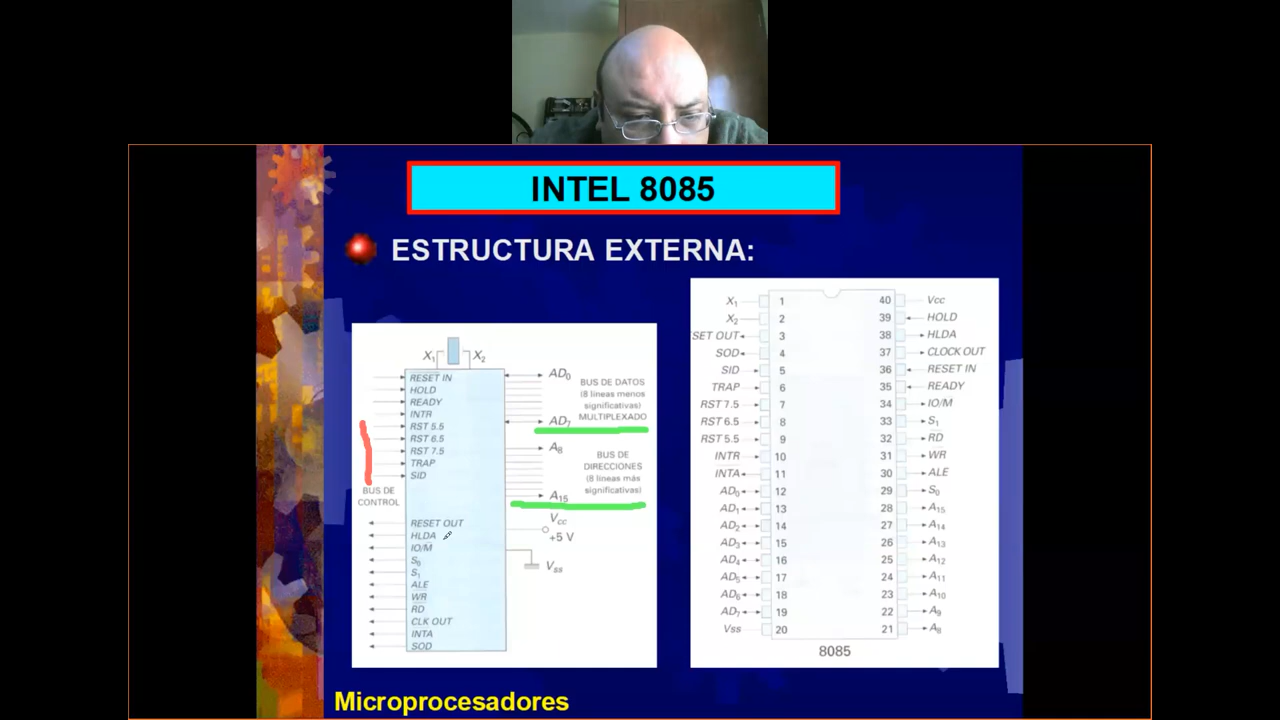 INTEL 8085
ESTRUCTURA EXTERNA:
X1 X2
RESET IN
HOLD
READY
INTR
RST 5.5
RST 6.5
RST 7.5
TRAP
SID
BUS DE
CONTROL
RESET OUT
HLDA
IO/M
S0
S1
ALE
WR
RD
CLK OUT
INTA
SOD
AD0
BUS DE DATOS
(8 líneas menos
significativas)
MULTIPLEXADO
AD7
A8
BUS DE
DIRECCIONES
(8 líneas más
significativas)
A15
Vcc
+5 V
Vss
X1 1 40 Vcc
X2 2 39 HOLD
SET OUT 3 38 HLDA
SOD 4 37 CLOCK OUT
SID 5 36 RESET IN
TRAP 6 35 READY
RST 7.5 7 34 IO/M
RST 6.5 8 33 S1
RST 5.5 9 32 RD
INTR 10 31 WR
INTA 11 30 ALE
AD0 12 29 S0
AD1 13 28 A15
AD2 14 27 A14
AD3 15 26 A13
AD4 16 25 A12
AD5 17 24 A11
AD6 18 23 A10
AD7 19 22 A9
Vss 20 21 A8
8085
Microprocesadores